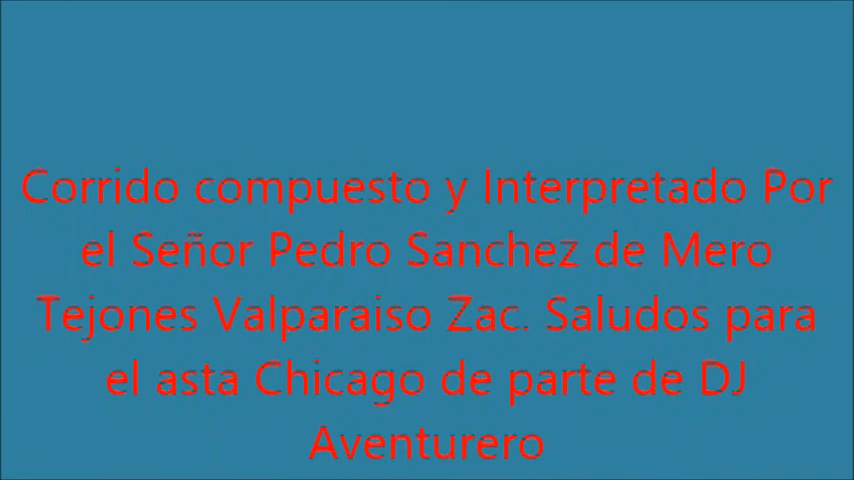 Corrido compuesto y Interpretado Por
el Señor Pedro Sanchez de Mero
Tejones Valparaiso Zac. Saludos para
el asta Chicago de parte de DJ
Aventurero